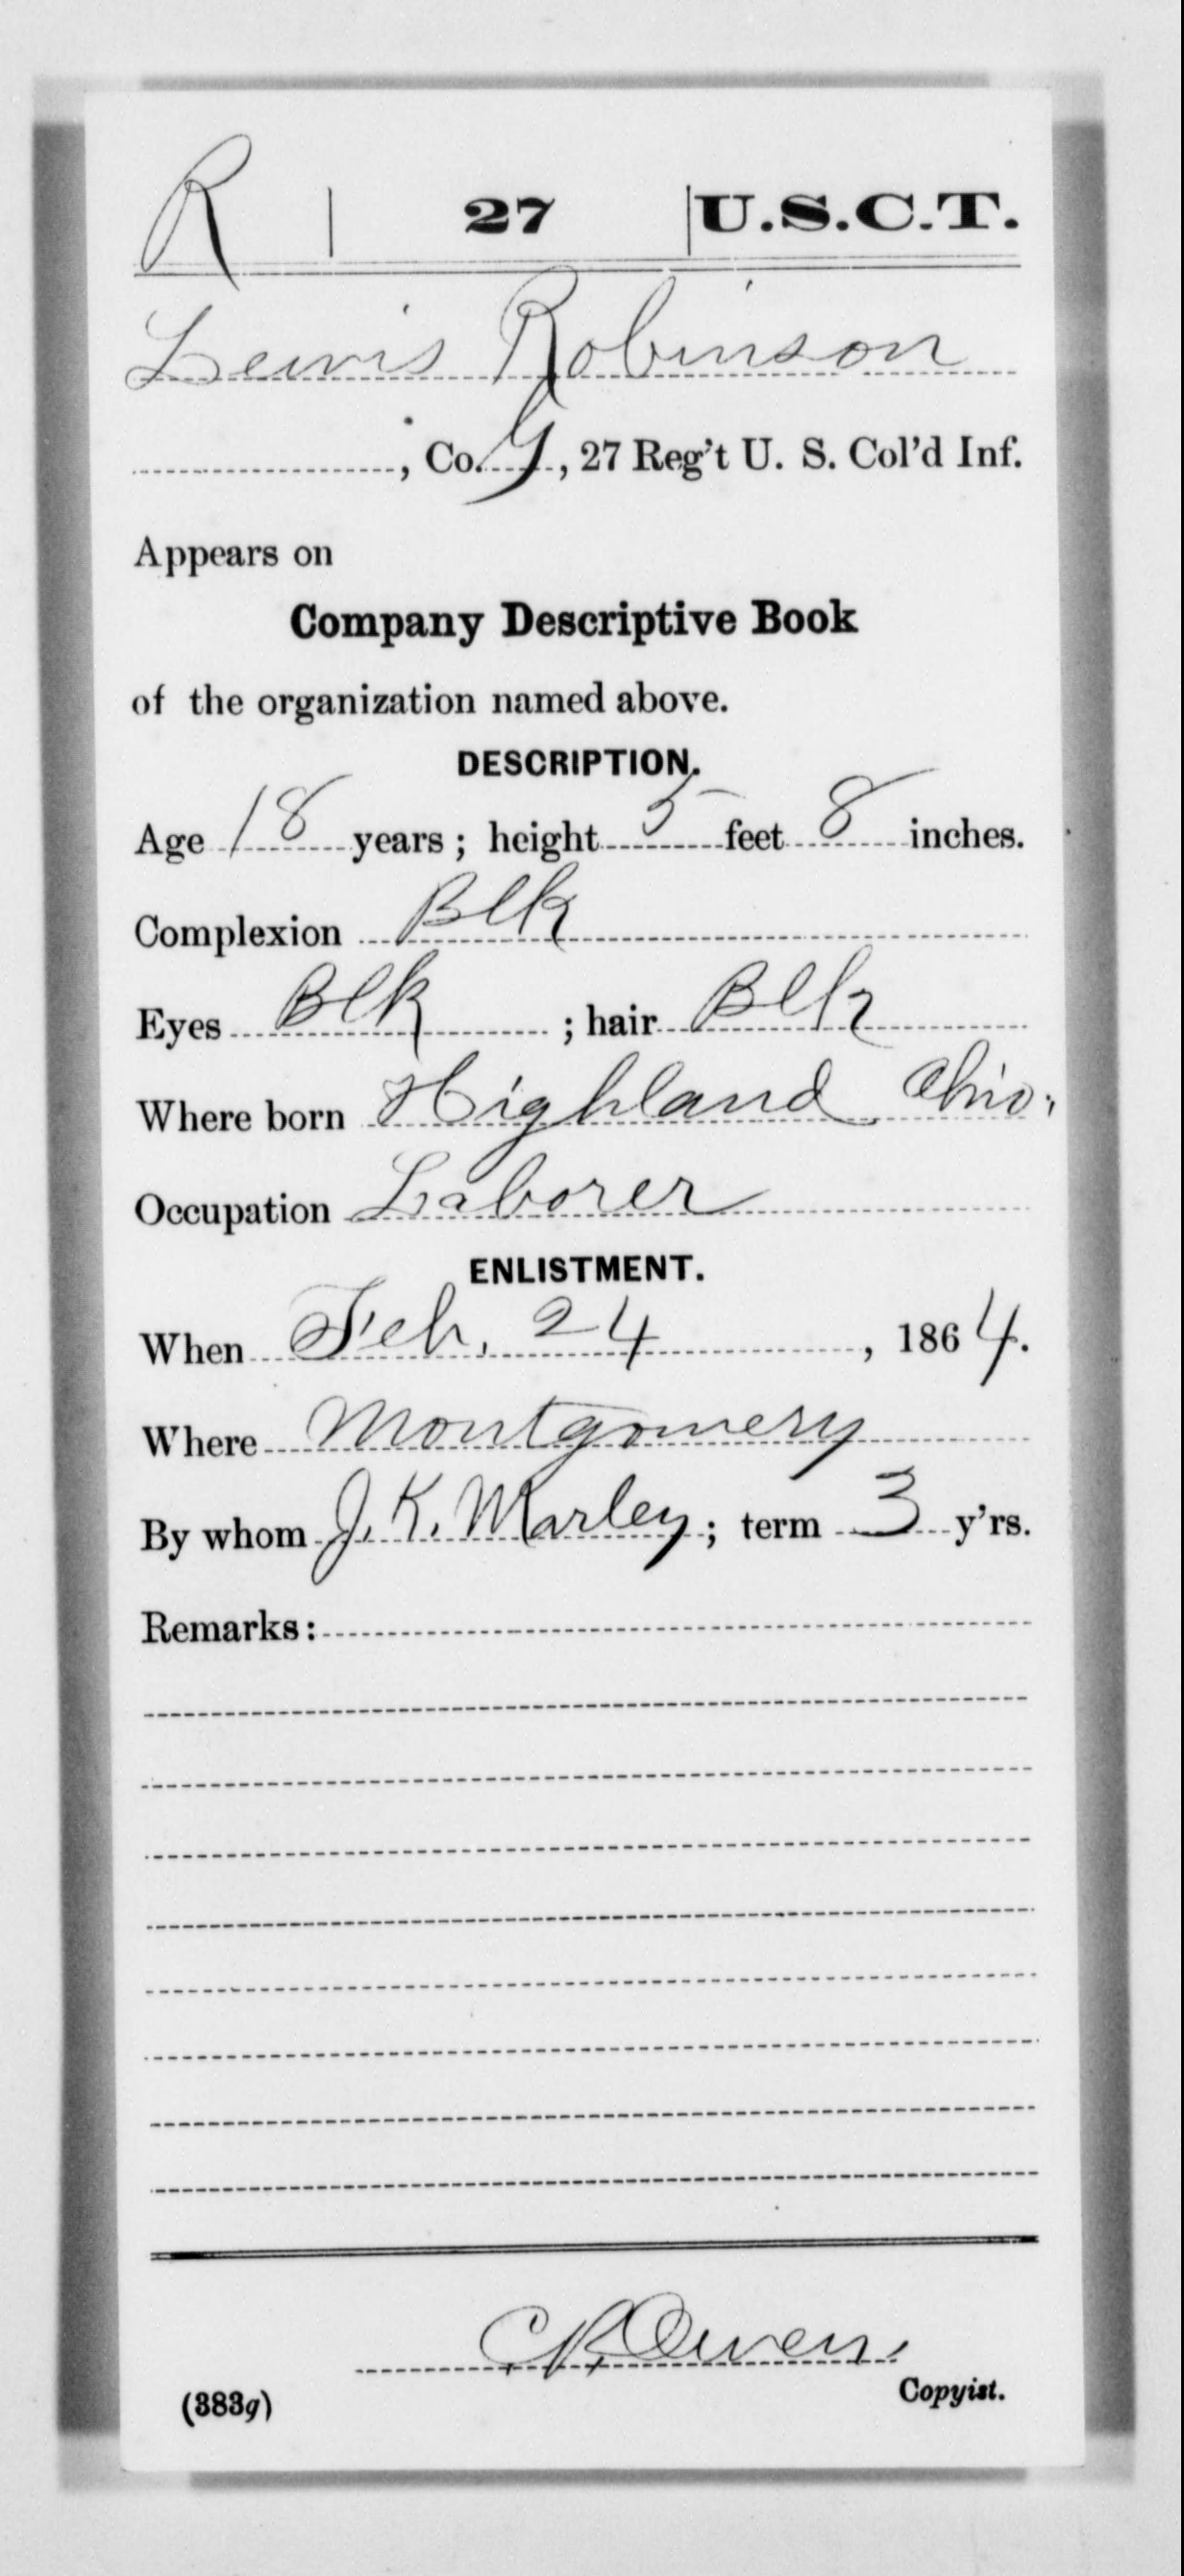 R | 27 | U.S.C.T.
Lewis Robinson
, Co. G, 27 Reg't U. S. Col'd Inf.
Appears on
Company Descriptive Book
of the organization named above.
DESCRIPTION.
Age 18 years; height 5 feet 8 inches.
Complexion Blk
Eyes Blk ; hair Blk
Where born Highland Ohio.
Occupation Laborer
ENLISTMENT.
When Feb. 24, 1864.
Where Montgomery
By whom J. K. Marley; term 3 y'rs.
Remarks:
C R Owen.
Copyist.
(383g)